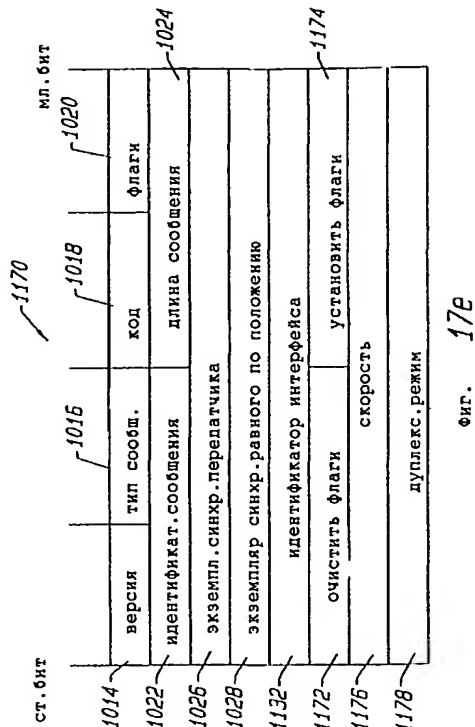 ст.бит мл.бит
1170
1016 1018 1020
1014 версия тип сообщ. код флаги
1022 идентификат.сообщения длина сообщения 1024
1026 экземпл.синхр.передатчика
1028 экземпляр синхр.равного по положению
1132 идентификатор интерфейса
1172 очистить флаги установить флаги 1174
1176 скорость
1178 дуплекс.режим
Фиг. 17е